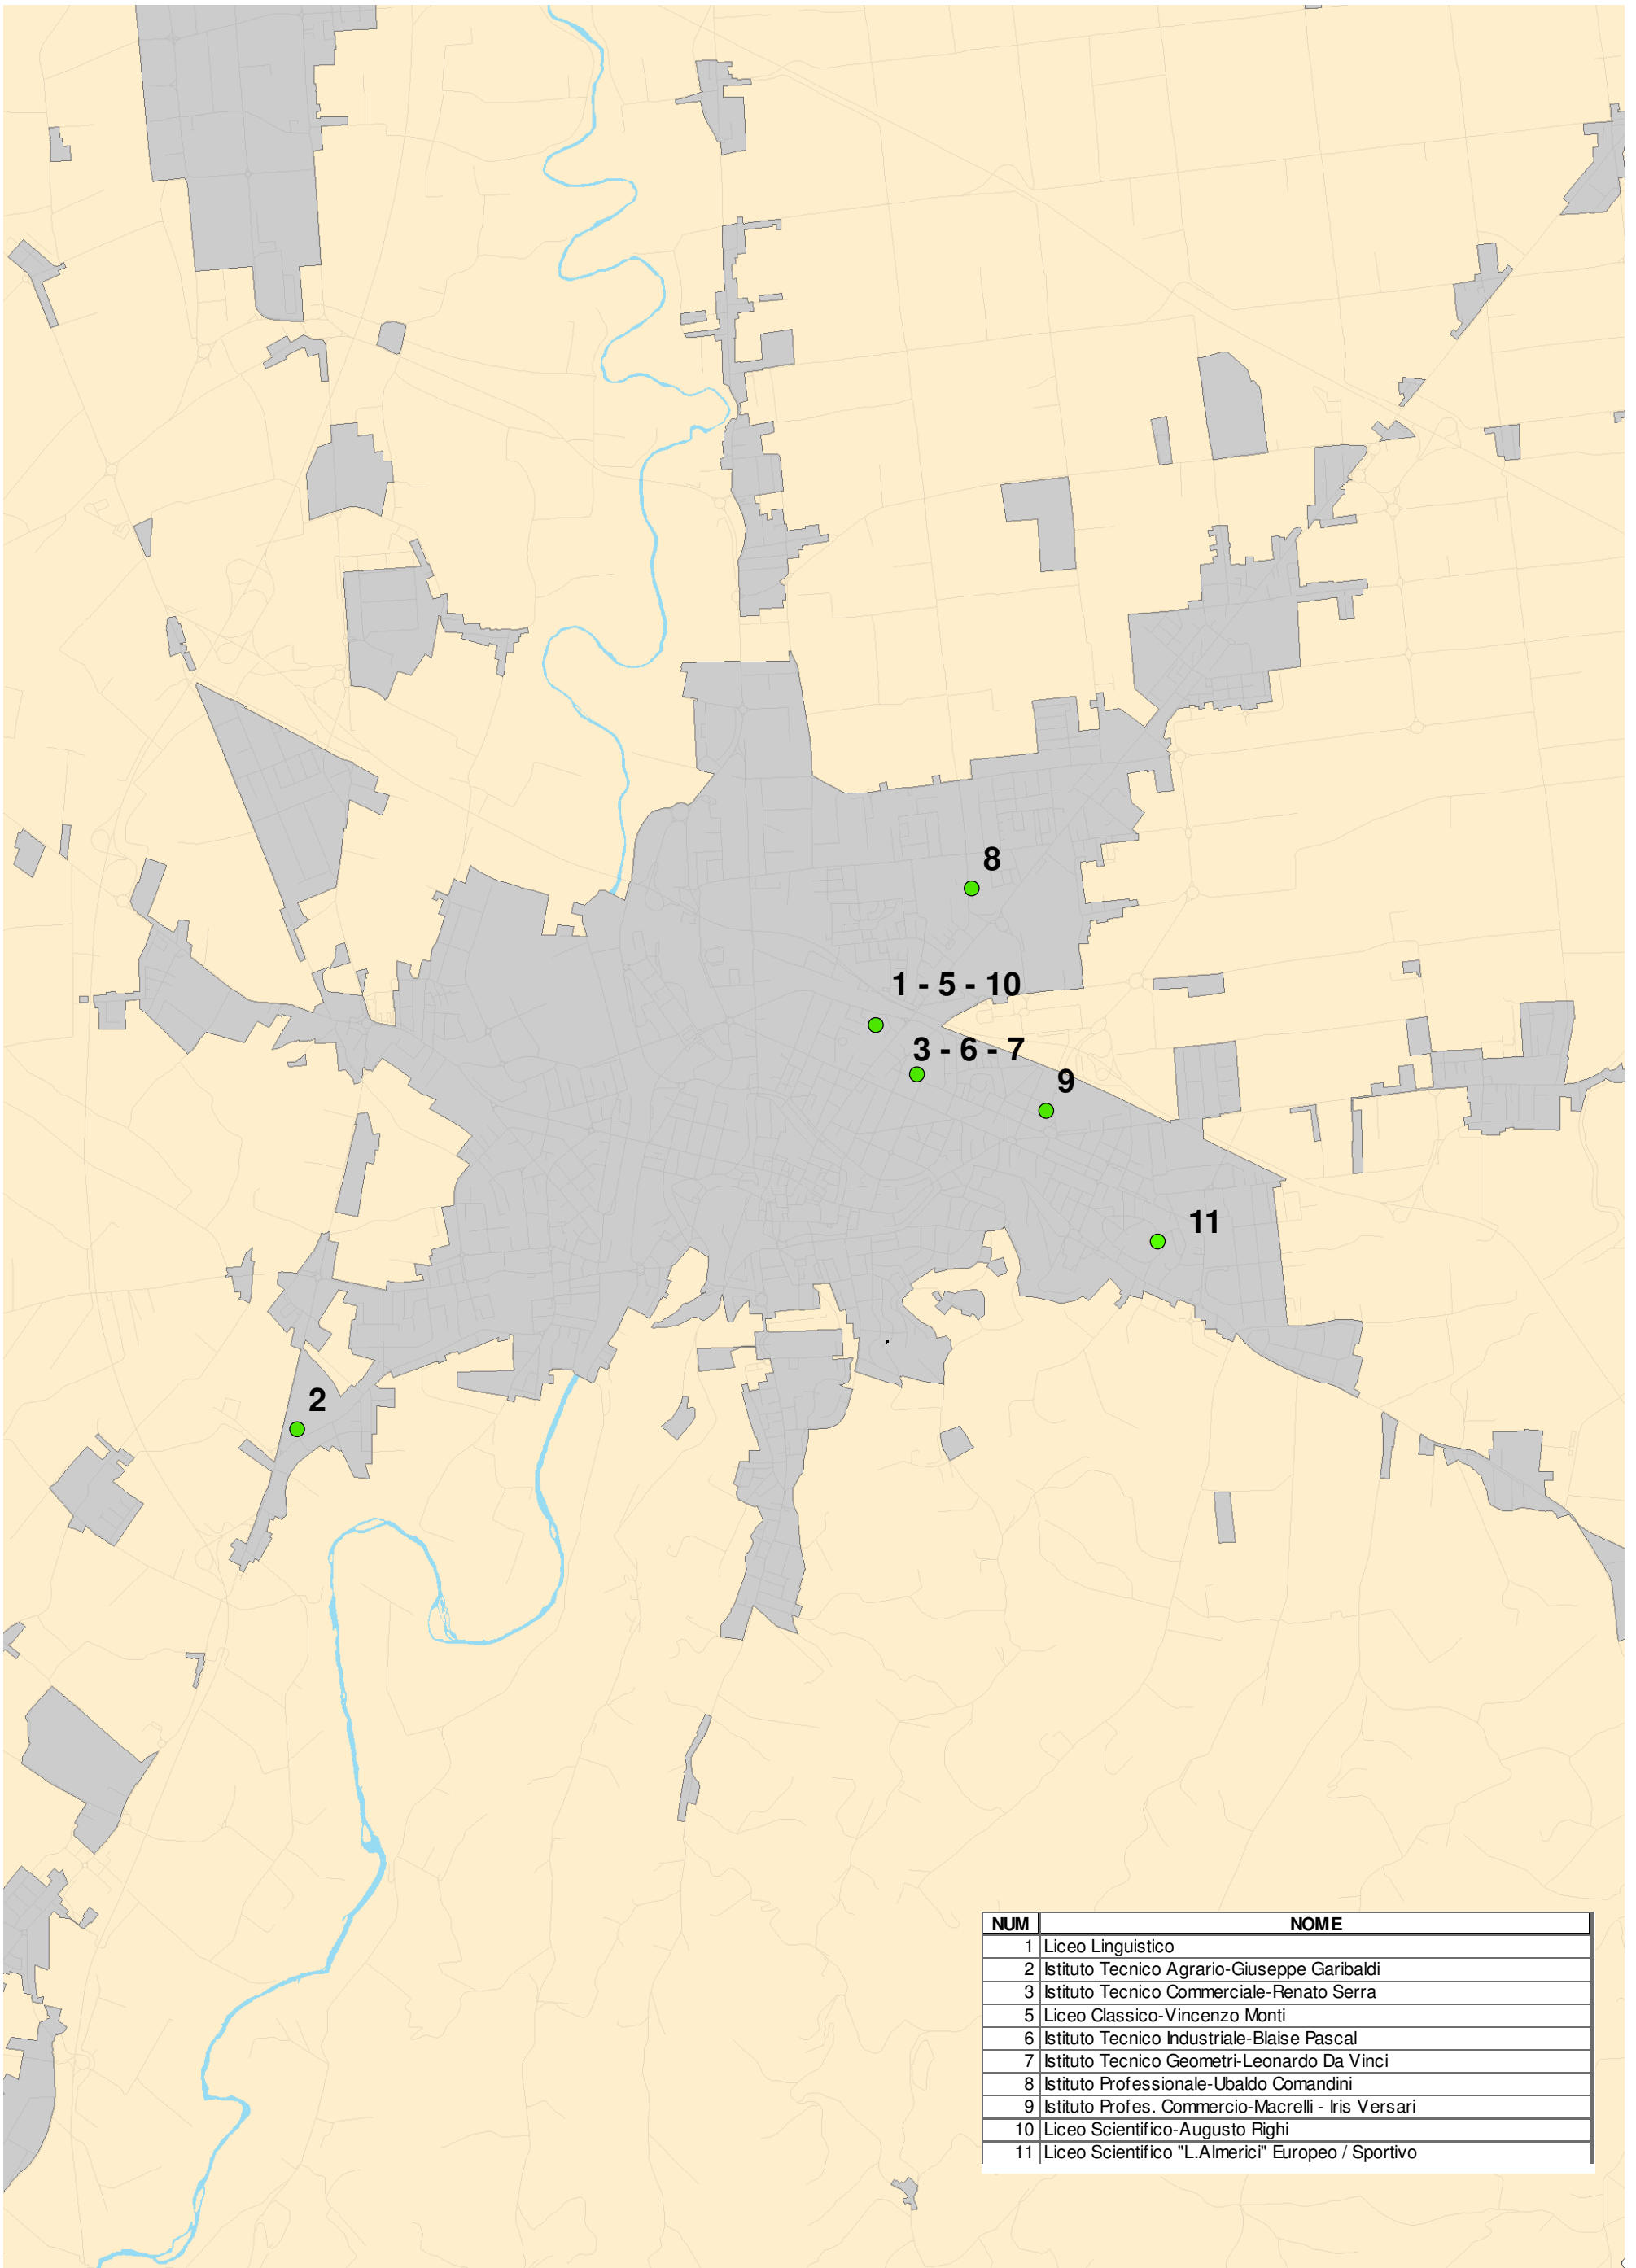 8
1 - 5 - 10
3 - 6 - 7
9
11
2
NUM NOME
1 Liceo Linguistico
2 Istituto Tecnico Agrario-Giuseppe Garibaldi
3 Istituto Tecnico Commerciale-Renato Serra
5 Liceo Classico-Vincenzo Monti
6 Istituto Tecnico Industriale-Blaise Pascal
7 Istituto Tecnico Geometri-Leonardo Da Vinci
8 Istituto Professionale-Ubaldo Comandini
9 Istituto Profes. Commercio-Macrelli - Iris Versari
10 Liceo Scientifico-Augusto Righi
11 Liceo Scientifico "L.Almerici" Europeo / Sportivo